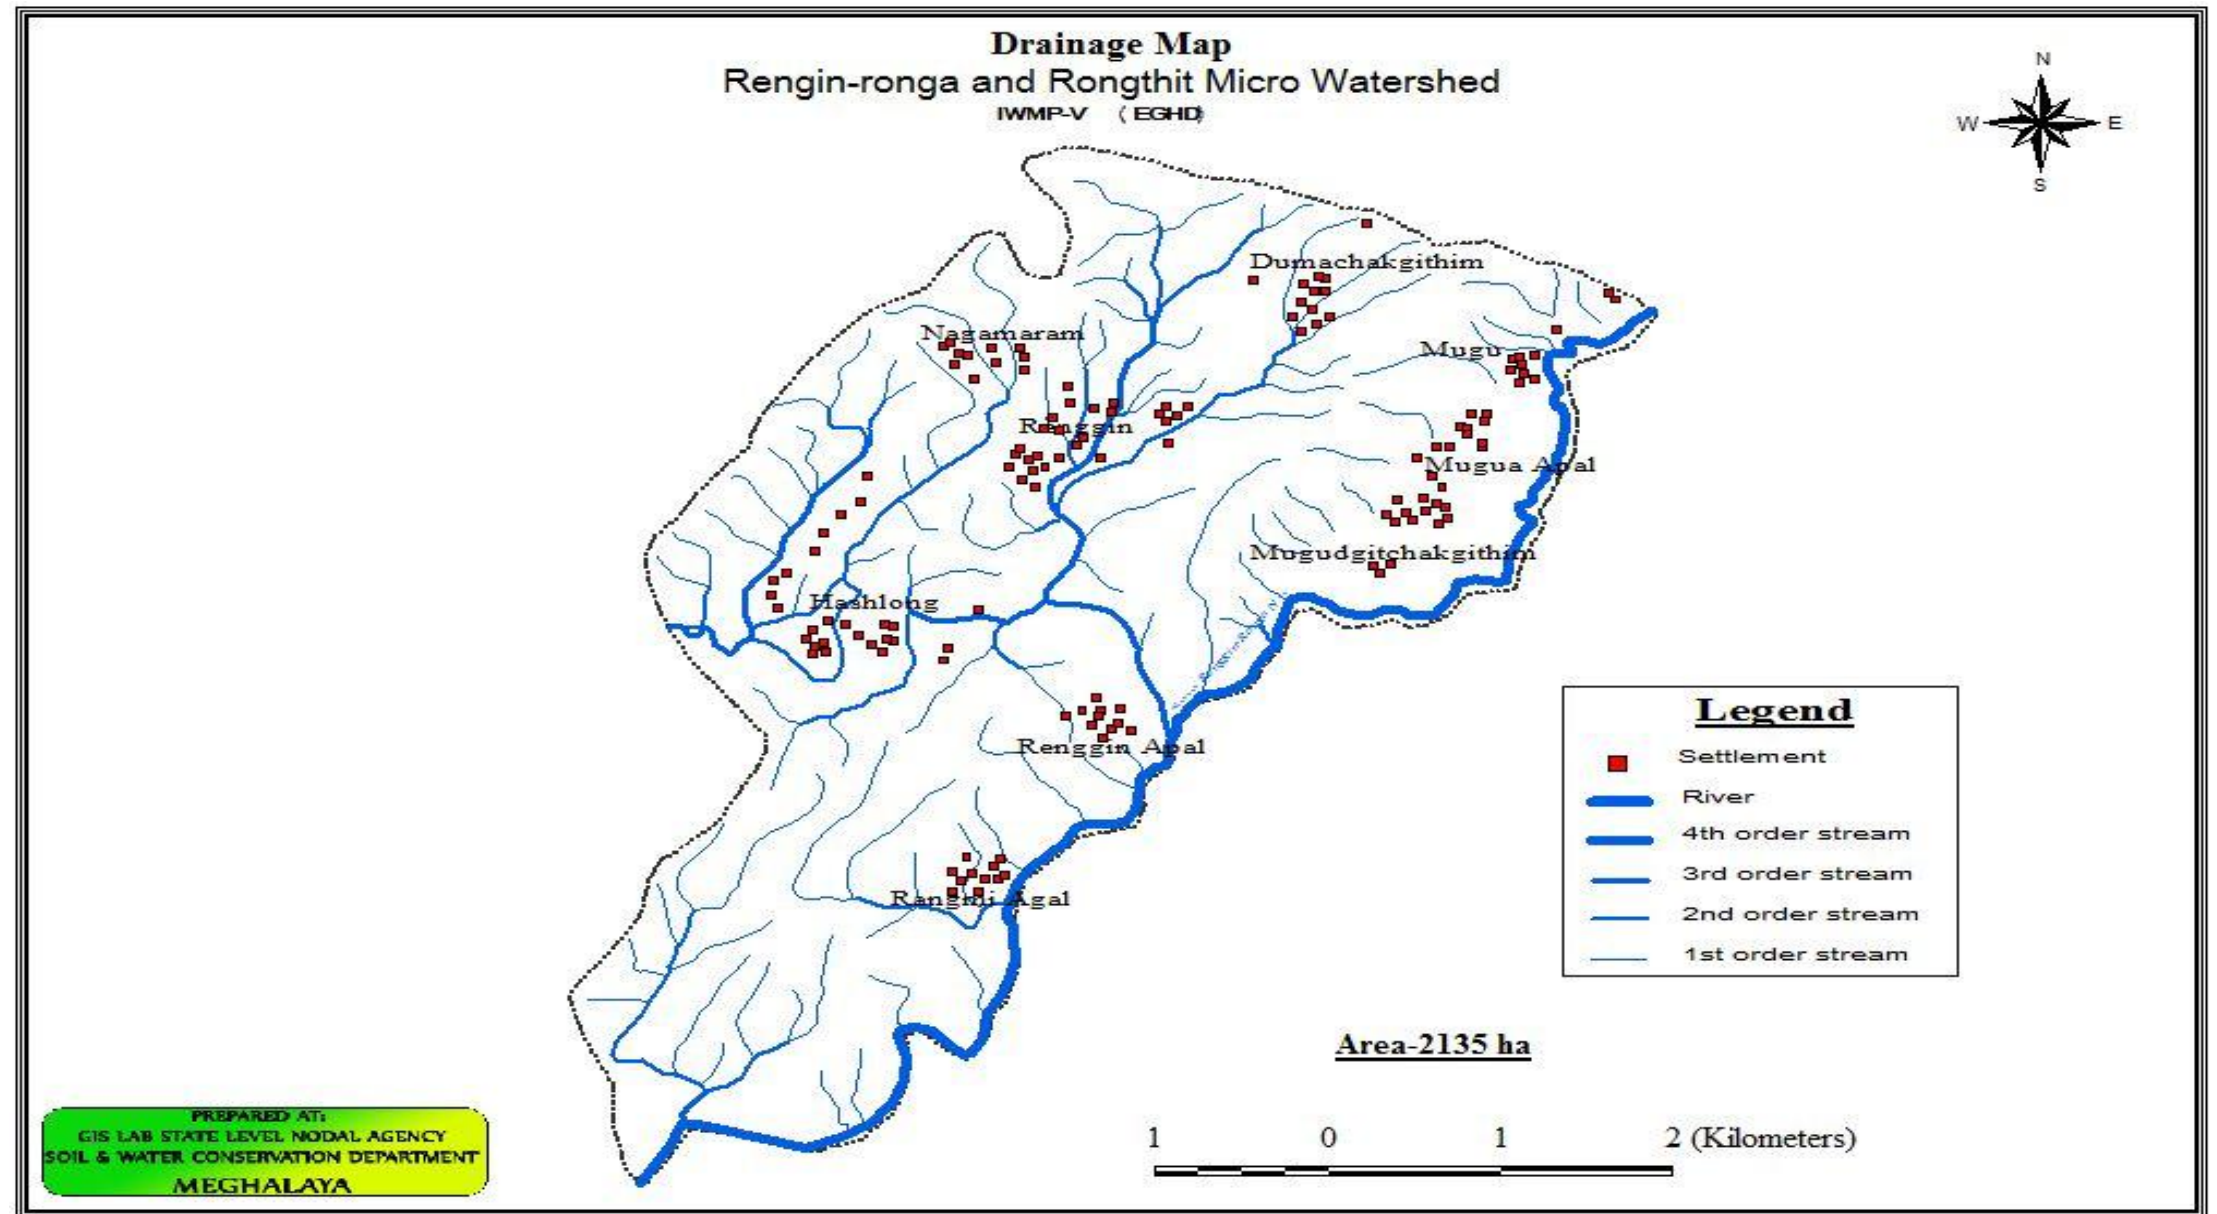 Drainage Map
Rengin-ronga and Rongthit Micro Watershed
IWMP-V ( EGHD)
N
W E
S
Dumachakgithim
Nagamaram
Mugu
Renggin
Mugua Apal
Mugudgitchakgithim
Hashlong
Renggin Apal
Rangmi Agal
Legend
Settlement
River
4th order stream
3rd order stream
2nd order stream
1st order stream
Area-2135 ha
1 0 1 2 (Kilometers)
PREPARED AT:
GIS LAB STATE LEVEL NODAL AGENCY
SOIL & WATER CONSERVATION DEPARTMENT
MEGHALAYA